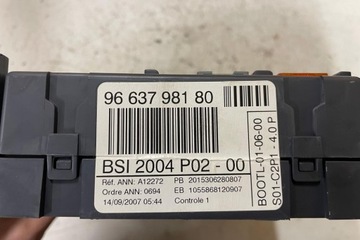 96 637 981 80
BSI 2004 P02 - 00
Réf. ANN: A12272 PB 2015306280807
Ordre ANN: 0694 EB 1055868120907
14/09/2007 05:44 Controle 1
BOOTL-01-06-00
S01-C2P1 - 4.0 P